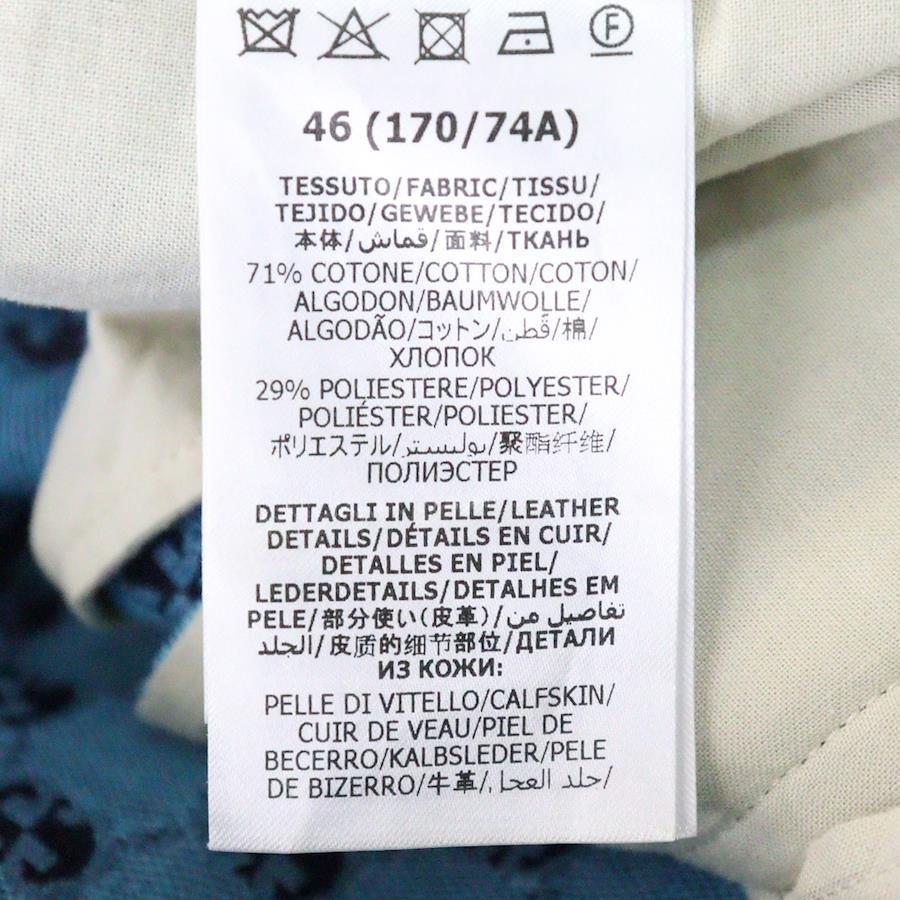 F
46 (170/74A)
TESSUTO/FABRIC/TISSU/
TEJIDO/GEWEBE/TECIDO/
本体/قماش/面料/ТКАНЬ
71% COTONE/COTTON/COTON/
ALGODON/BAUMWOLLE/
ALGODÃO/コットン/قطن/棉/
ХЛОПОК
29% POLIESTERE/POLYESTER/
POLIÉSTER/POLIESTER/
ポリエステル/بوليستر/聚酯纤维/
ПОЛИЭСТЕР
DETTAGLI IN PELLE/LEATHER
DETAILS/DÉTAILS EN CUIR/
DETALLES EN PIEL/
LEDERDETAILS/DETALHES EM
PELE/部分使い(皮革)/تفاصيل من
الجلد/皮质的细节部位/ДЕТАЛИ
ИЗ КОЖИ:
PELLE DI VITELLO/CALFSKIN/
CUIR DE VEAU/PIEL DE
BECERRO/KALBSLEDER/PELE
DE BIZERRO/牛革/جلد العجل/